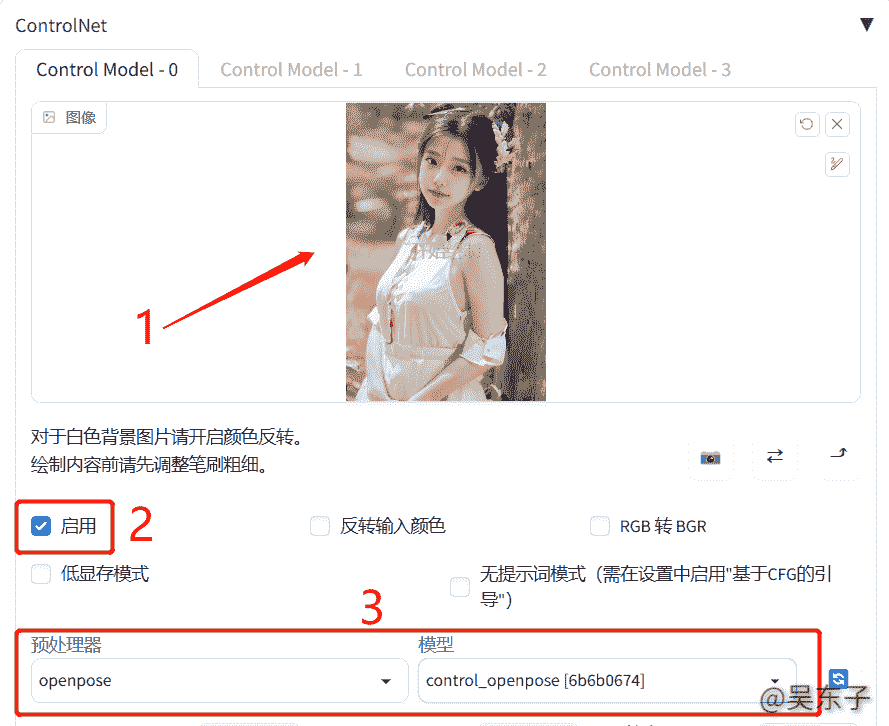 ControlNet
▼
Control Model - 0
Control Model - 1
Control Model - 2
Control Model - 3
图像
1
对于白色背景图片请开启颜色反转。
绘制内容前请先调整笔刷粗细。
启用
2
反转输入颜色
RGB 转 BGR
低显存模式
无提示词模式（需在设置中启用"基于CFG的引
导"）
3
预处理器
模型
openpose
control_openpose [6b6b0674]
@吴东子